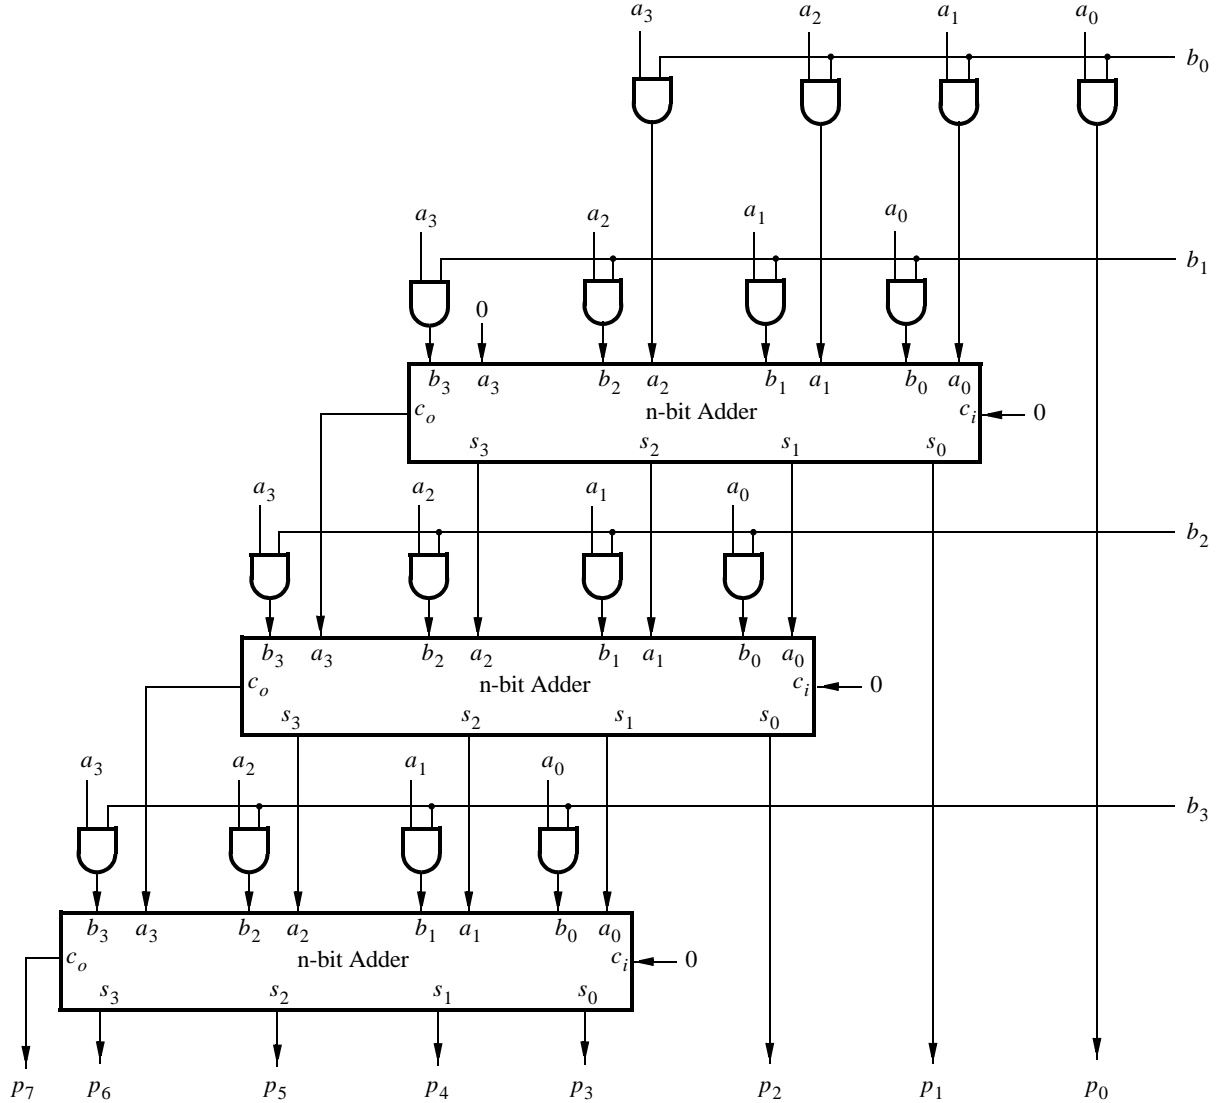 a3 a2 a1 a0
b0
a3 a2 a1 a0
b1
0
b3 a3 b2 a2 b1 a1 b0 a0
co n-bit Adder ci 0
s3 s2 s1 s0
a3 a2 a1 a0
b2
b3 a3 b2 a2 b1 a1 b0 a0
co n-bit Adder ci 0
s3 s2 s1 s0
a3 a2 a1 a0
b3
b3 a3 b2 a2 b1 a1 b0 a0
co n-bit Adder ci 0
s3 s2 s1 s0
p7 p6 p5 p4 p3 p2 p1 p0